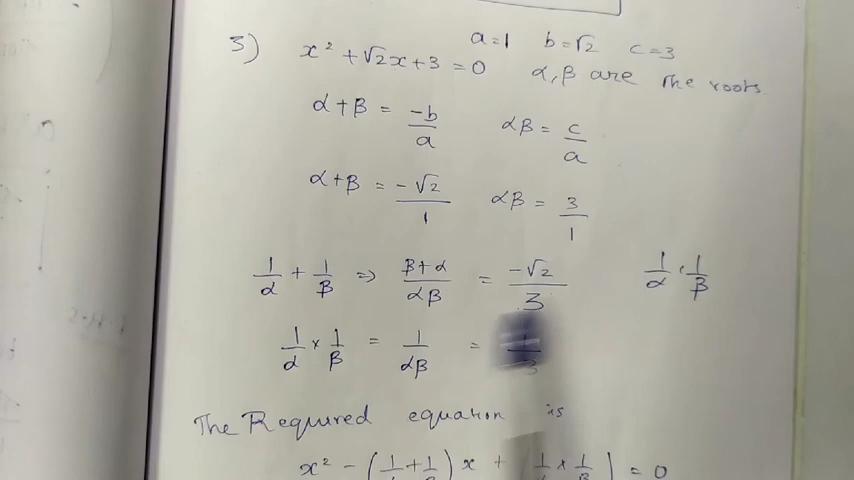 3) x² + √2x + 3 = 0 a = 1 b = √2 c = 3
α, β are the roots
α + β = -b/a αβ = c/a
α + β = -√2/1 αβ = 3/1
1/α + 1/β ⇒ β + α/αβ = -√2/3 1/α , 1/β
1/α × 1/β = 1/αβ = 1/3
The Required equation is
x² - (1/α + 1/β) x + (1/α × 1/β) = 0